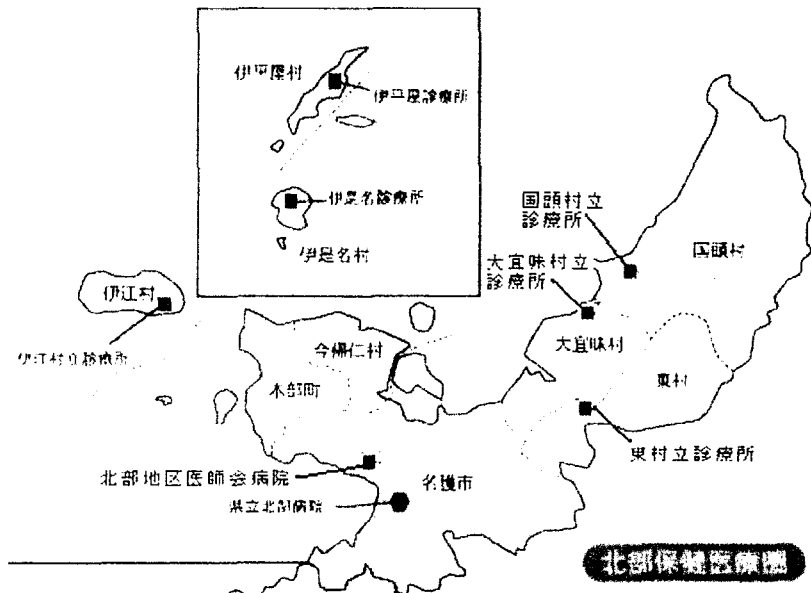 伊平屋村
伊平屋診療所
伊是名診療所
伊是名村
国頭村立
診療所
国頭村
大宜味村立
診療所
伊江村
伊江村立診療所
今帰仁村
大宜味村
本部町
東村
東村立診療所
北部地区医師会病院
名護市
県立北部病院
北部保健医療圏